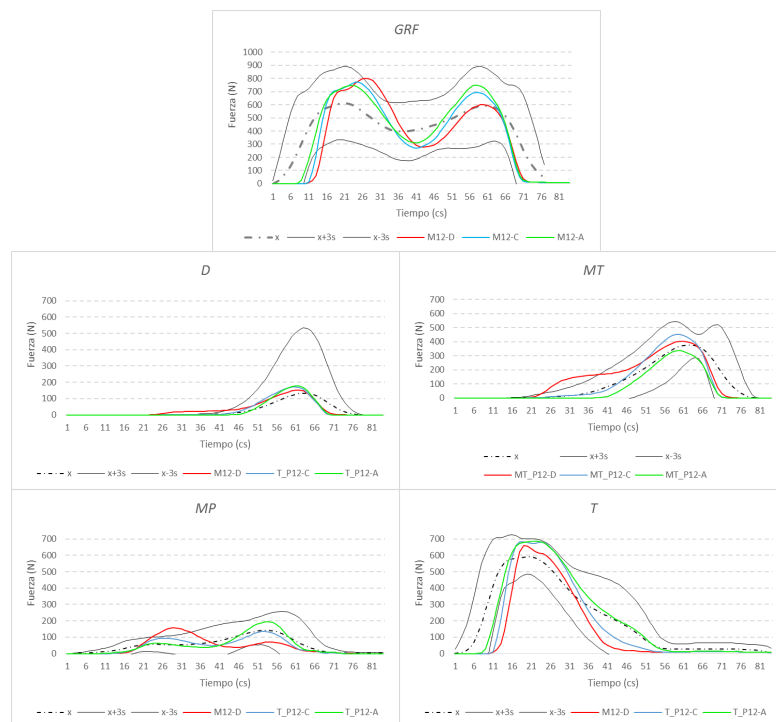 GRF
Fuerza (N)
1000
900
800
700
600
500
400
300
200
100
0
1 6 11 16 21 26 31 36 41 46 51 56 61 66 71 76 81
Tiempo (cs)
x x+3s x-3s M12-D M12-C M12-A
D
Fuerza (N)
700
600
500
400
300
200
100
0
1 6 11 16 21 26 31 36 41 46 51 56 61 66 71 76 81
Tiempo (cs)
x x+3s x-3s M12-D T_P12-C T_P12-A
MT
Fuerza (N)
700
600
500
400
300
200
100
0
1 6 11 16 21 26 31 36 41 46 51 56 61 66 71 76 81
Tiempo (cs)
x x+3s x-3s
MT_P12-D MT_P12-C MT_P12-A
MP
Fuerza (N)
700
600
500
400
300
200
100
0
1 6 11 16 21 26 31 36 41 46 51 56 61 66 71 76 81
Tiempo (cs)
x x+3s x-3s M12-D T_P12-C T_P12-A
T
Fuerza (N)
700
600
500
400
300
200
100
0
1 6 11 16 21 26 31 36 41 46 51 56 61 66 71 76 81
Tiempo (cs)
x x+3s x-3s M12-D T_P12-C T_P12-A